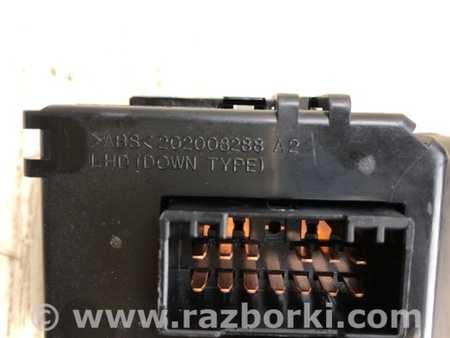 >ABS< 202008288 A2
LHD (DOWN TYPE)
© www.razborki.com